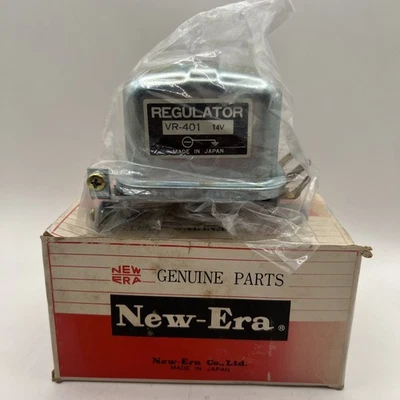 REGULATOR
VR-401 14V
MADE IN JAPAN
NEW
ERA
GENUINE PARTS
New-Era ®
New-Era Co., Ltd.
MADE IN JAPAN